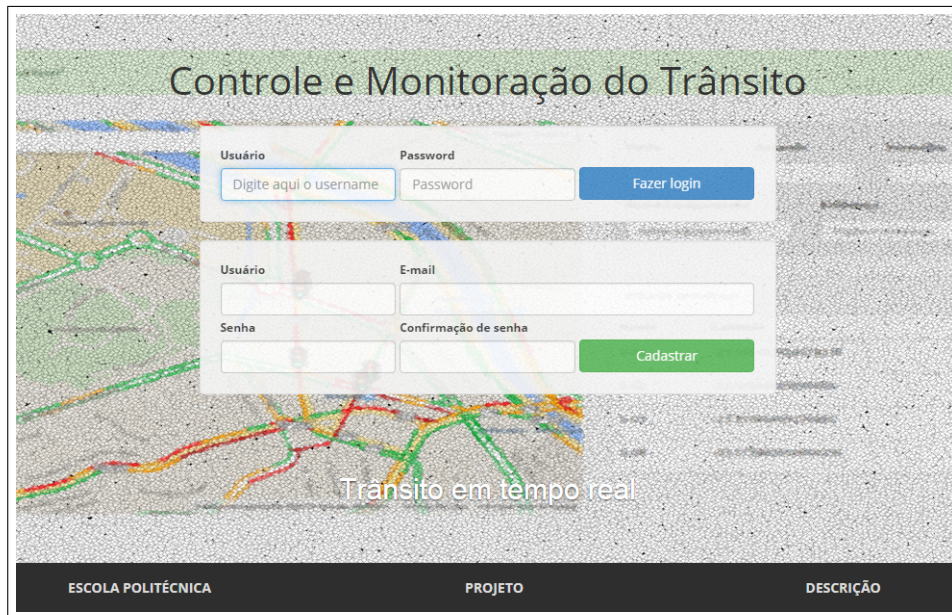 Controle e Monitoração do Trânsito
Usuário Password
Digite aqui o username Password Fazer login
Usuário E-mail
Senha Confirmação de senha
Cadastrar
Trânsito em tempo real
ESCOLA POLITÉCNICA PROJETO DESCRIÇÃO